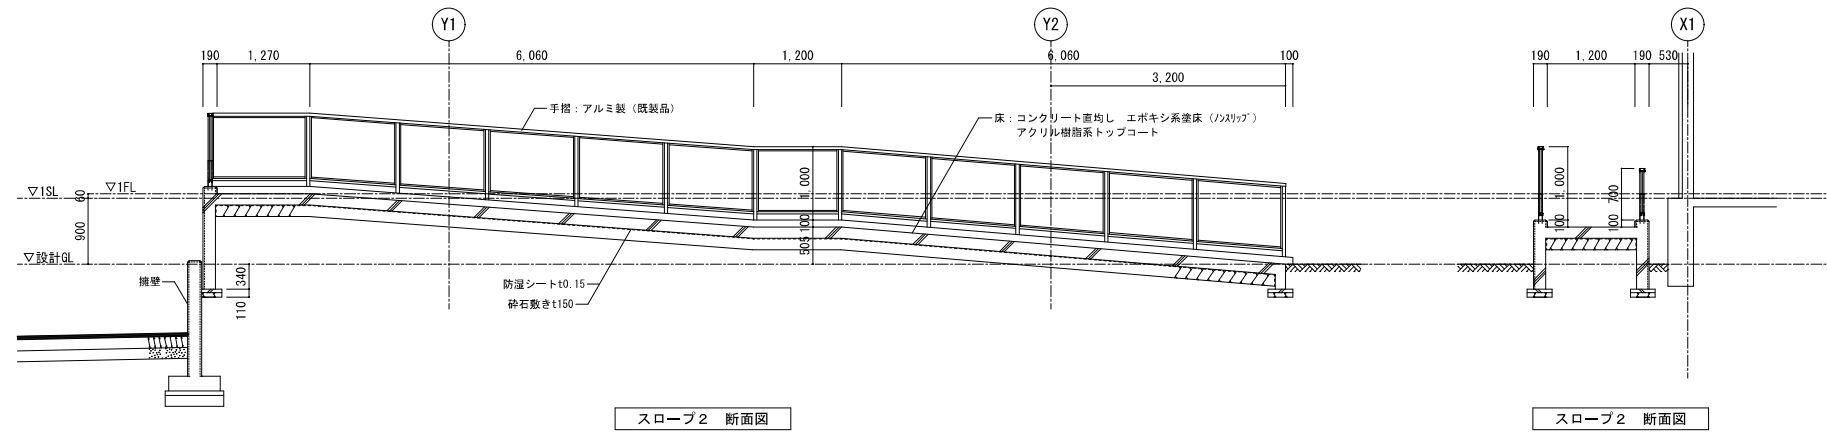 Y1
Y2
X1
190
1,270
6,060
1,200
6,060
100
3,200
190
1,200
190
530
手摺：アルミ製（既製品）
床：コンクリート直均し　エポキシ系塗床（ﾉﾝｽﾘｯﾌﾟ）
アクリル樹脂系トップコート
▽1SL
▽1FL
60
900
▽設計GL
擁壁
340
110
防湿シートt0.15
砕石敷きt150
1,000
100
505
1,000
100
700
100
スロープ２　断面図
スロープ２　断面図